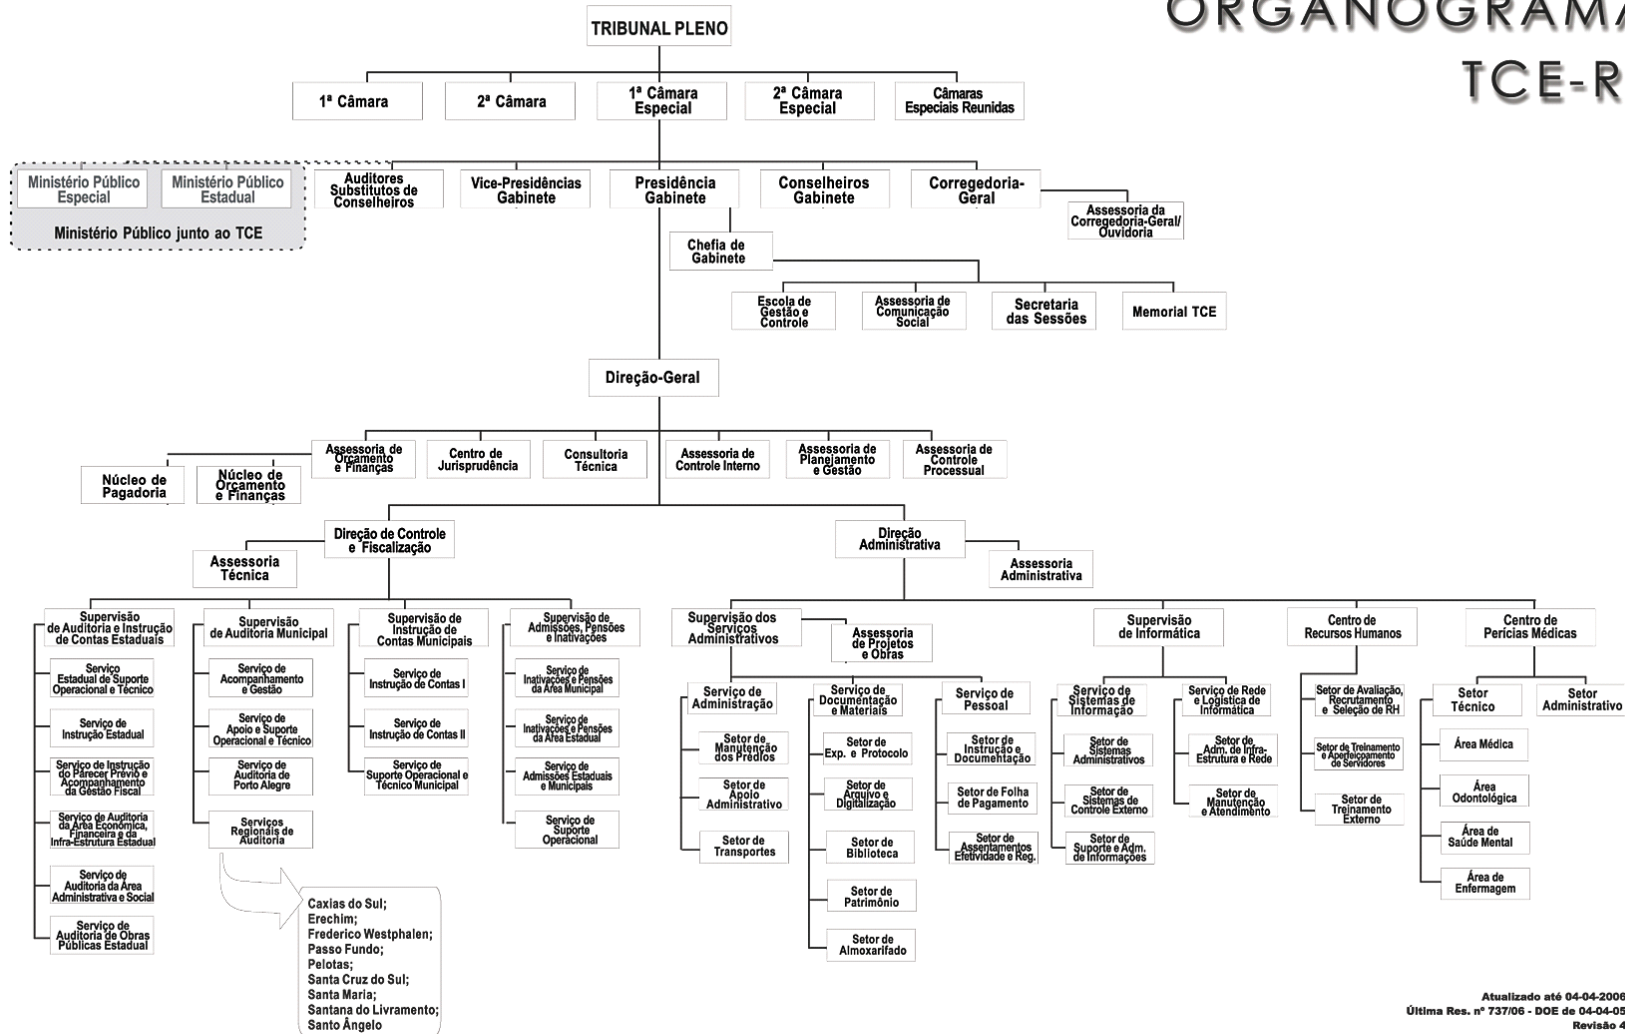 ORGANOGRAMA
TCE-R
TRIBUNAL PLENO
1ª Câmara
2ª Câmara
1ª Câmara
Especial
2ª Câmara
Especial
Câmaras
Especiais Reunidas
Ministério Público
Especial
Ministério Público
Estadual
Ministério Público junto ao TCE
Auditores
Substitutos de
Conselheiros
Vice-Presidências
Gabinete
Presidência
Gabinete
Conselheiros
Gabinete
Corregedoria-
Geral
Assessoria da
Corregedoria-Geral/
Ouvidoria
Chefia de
Gabinete
Escola de
Gestão e
Controle
Assessoria de
Comunicação
Social
Secretaria
das Sessões
Memorial TCE
Direção-Geral
Assessoria de
Orçamento
e Finanças
Centro de
Jurisprudência
Consultoria
Técnica
Assessoria de
Controle Interno
Assessoria de
Planejamento
e Gestão
Assessoria de
Controle
Processual
Núcleo de
Pagadoria
Núcleo de
Orçamento
e Finanças
Direção de Controle
e Fiscalização
Direção
Administrativa
Assessoria
Técnica
Assessoria
Administrativa
Supervisão
de Auditoria e Instrução
de Contas Estaduais
Serviço
Estadual de Suporte
Operacional e Técnico
Serviço de
Instrução Estadual
Serviço de Instrução
do Parecer Prévio e
Acompanhamento
da Gestão Fiscal
Serviço de Auditoria
da Área Econômica,
Financeira e da
Infra-Estrutura Estadual
Serviço de
Auditoria da Área
Administrativa e Social
Serviço de
Auditoria de Obras
Públicas Estadual
Supervisão
de Auditoria Municipal
Serviço de
Acompanhamento
e Gestão
Serviço de
Apoio e Suporte
Operacional e Técnico
Serviço de
Auditoria de
Porto Alegre
Serviços
Regionais de
Auditoria
Caxias do Sul;
Erechim;
Frederico Westphalen;
Passo Fundo;
Pelotas;
Santa Cruz do Sul;
Santa Maria;
Santana do Livramento;
Santo Ângelo
Supervisão de
Instrução de
Contas Municipais
Serviço de
Instrução de Contas I
Serviço de
Instrução de Contas II
Serviço de
Suporte Operacional e
Técnico Municipal
Supervisão de
Admissões, Pensões
e Inativações
Serviço de
Inativações e Pensões
da Área Municipal
Serviço de
Inativações e Pensões
da Área Estadual
Serviço de
Admissões Estaduais
e Municipais
Serviço de
Suporte
Operacional
Supervisão dos
Serviços
Administrativos
Assessoria
de Projetos
e Obras
Serviço de
Administração
Setor de
Manutenção
dos Prédios
Setor de
Apoio
Administrativo
Setor de
Transportes
Serviço de
Documentação
e Materiais
Setor de
Exp. e Protocolo
Setor de
Arquivo e
Digitalização
Setor de
Biblioteca
Setor de
Patrimônio
Setor de
Almoxarifado
Serviço de
Pessoal
Setor de
Instrução e
Documentação
Setor de Folha
de Pagamento
Setor de
Assentamentos
Efetividade e Reg.
Supervisão
de Informática
Serviço de
Sistemas de
Informação
Setor de
Sistemas
Administrativos
Setor de
Sistemas de
Controle Externo
Setor de
Suporte e Adm.
de Informações
Serviço de Rede
e Logística de
Informática
Setor de
Adm. de Infra-
Estrutura e Rede
Setor de
Manutenção
e Atendimento
Centro de
Recursos Humanos
Setor de Avaliação,
Recrutamento
e Seleção de RH
Setor de Treinamento
e Aperfeiçoamento
de Servidores
Setor de
Treinamento
Externo
Centro de
Perícias Médicas
Setor
Técnico
Setor
Administrativo
Área Médica
Área
Odontológica
Área de
Saúde Mental
Área de
Enfermagem
Atualizado até 04-04-2006
Última Res. nº 737/06 - DOE de 04-04-05
Revisão 4